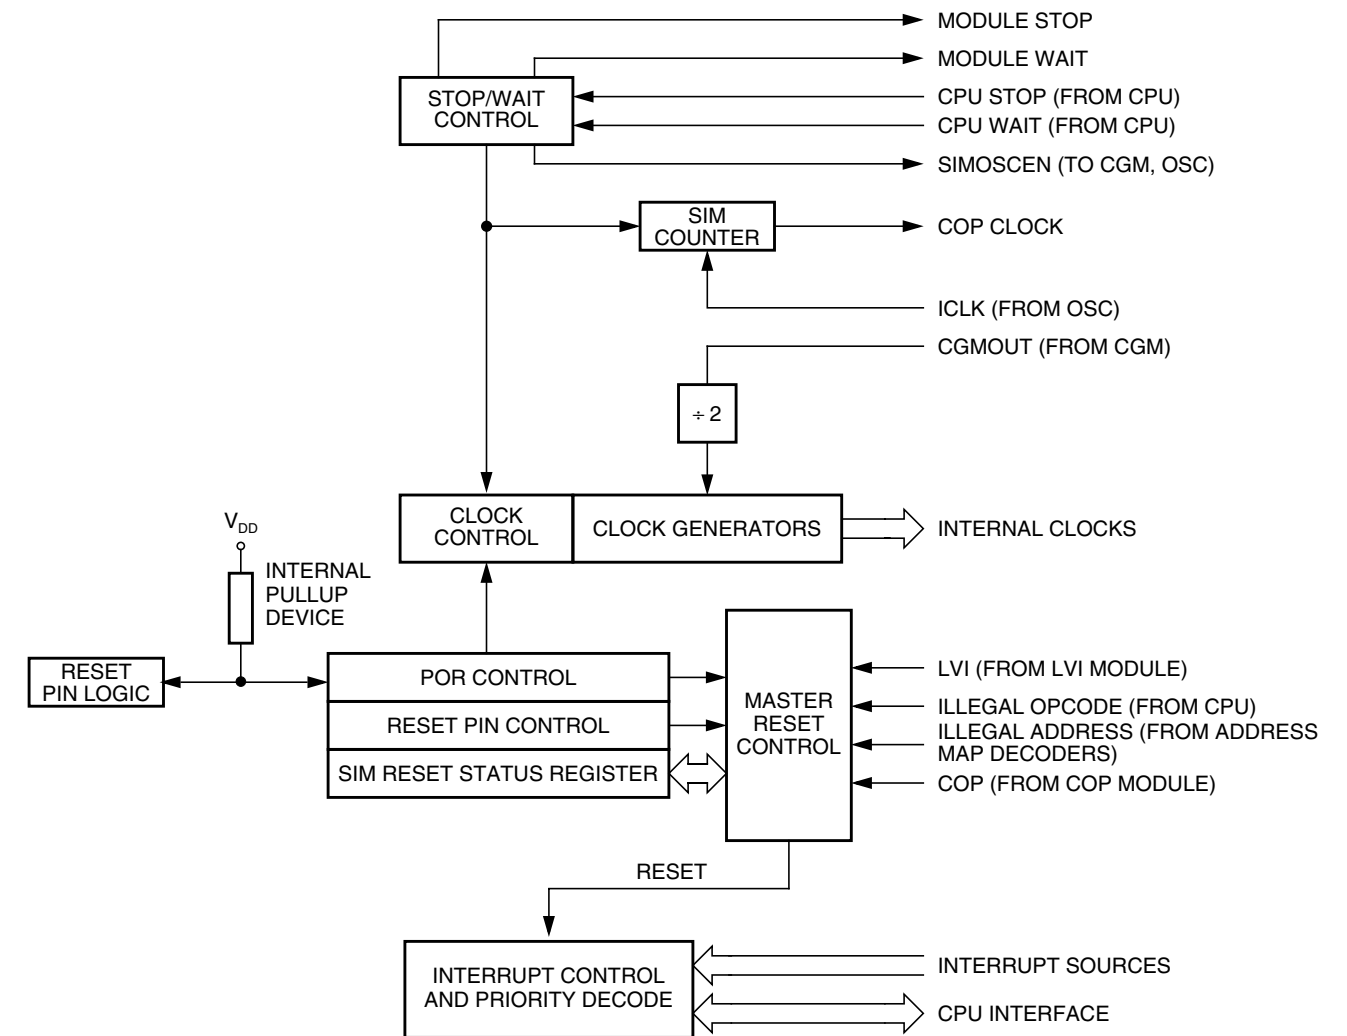 MODULE STOP
MODULE WAIT
STOP/WAIT
CONTROL
CPU STOP (FROM CPU)
CPU WAIT (FROM CPU)
SIMOSCEN (TO CGM, OSC)
SIM
COUNTER
COP CLOCK
ICLK (FROM OSC)
CGMOUT (FROM CGM)
÷ 2
CLOCK
CONTROL
CLOCK GENERATORS
INTERNAL CLOCKS
VDD
INTERNAL
PULLUP
DEVICE
RESET
PIN LOGIC
POR CONTROL
RESET PIN CONTROL
SIM RESET STATUS REGISTER
MASTER
RESET
CONTROL
LVI (FROM LVI MODULE)
ILLEGAL OPCODE (FROM CPU)
ILLEGAL ADDRESS (FROM ADDRESS
MAP DECODERS)
COP (FROM COP MODULE)
RESET
INTERRUPT CONTROL
AND PRIORITY DECODE
INTERRUPT SOURCES
CPU INTERFACE